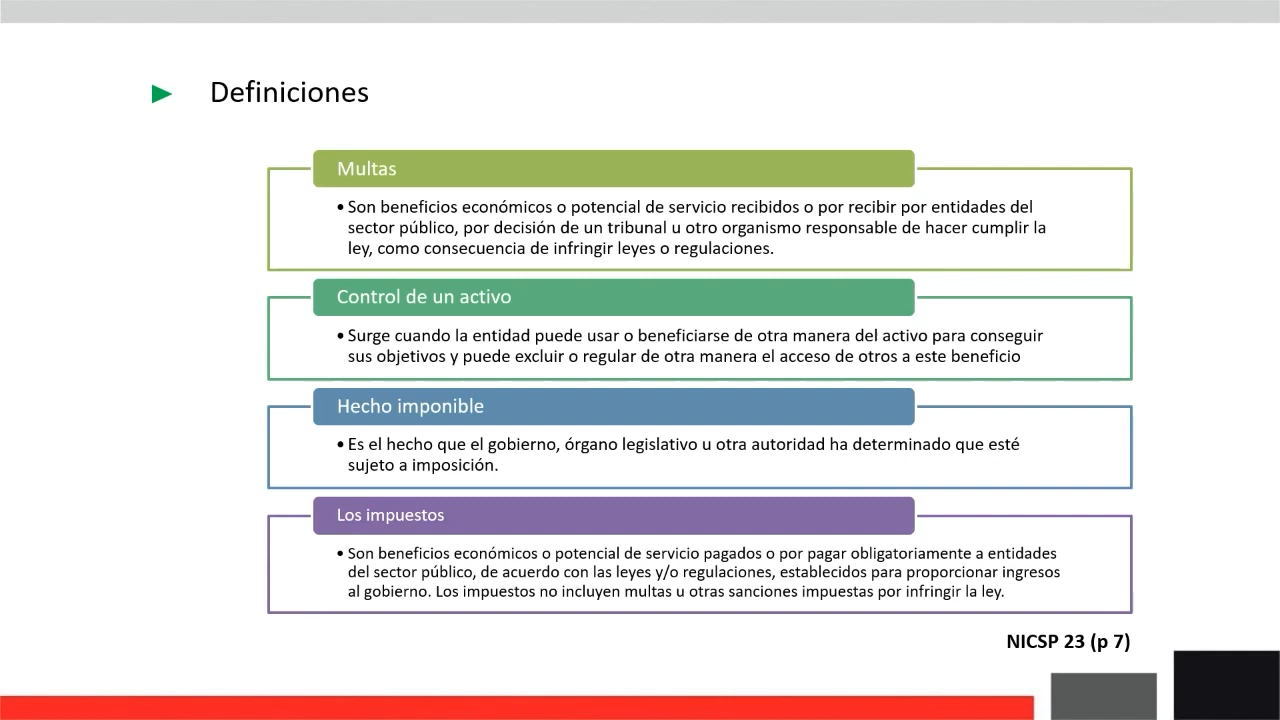 Definiciones
Multas
• Son beneficios económicos o potencial de servicio recibidos o por recibir por entidades del
sector público, por decisión de un tribunal u otro organismo responsable de hacer cumplir la
ley, como consecuencia de infringir leyes o regulaciones.
Control de un activo
• Surge cuando la entidad puede usar o beneficiarse de otra manera del activo para conseguir
sus objetivos y puede excluir o regular de otra manera el acceso de otros a este beneficio
Hecho imponible
• Es el hecho que el gobierno, órgano legislativo u otra autoridad ha determinado que esté
sujeto a imposición.
Los impuestos
• Son beneficios económicos o potencial de servicio pagados o por pagar obligatoriamente a entidades
del sector público, de acuerdo con las leyes y/o regulaciones, establecidos para proporcionar ingresos
al gobierno. Los impuestos no incluyen multas u otras sanciones impuestas por infringir la ley.
NICSP 23 (p 7)